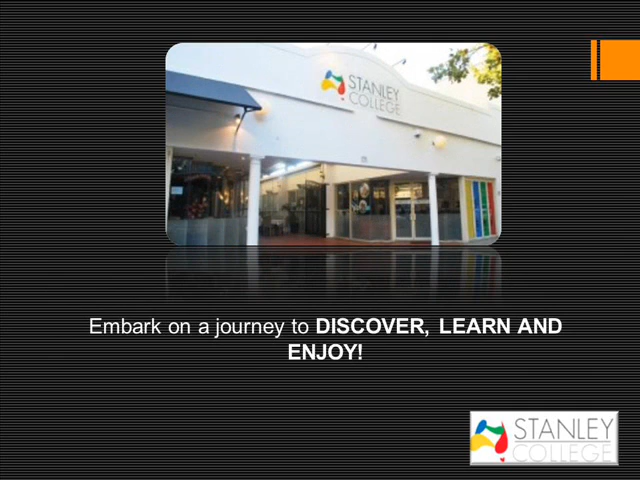 STANLEY
COLLEGE
Embark on a journey to DISCOVER, LEARN AND
ENJOY!
STANLEY
COLLEGE